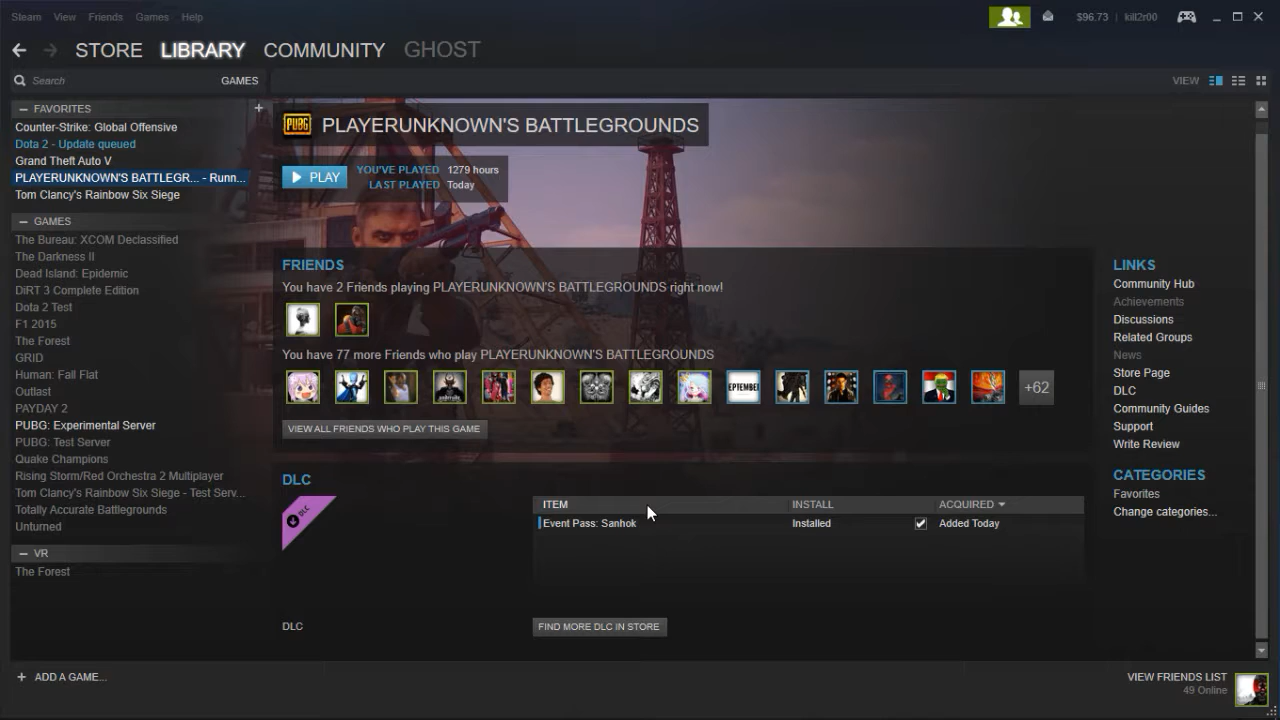 Steam View Friends Games Help
$96.73 kill2r00
STORE LIBRARY COMMUNITY GHOST
Search GAMES
VIEW
FAVORITES
Counter-Strike: Global Offensive
Dota 2 - Update queued
Grand Theft Auto V
PLAYERUNKNOWN'S BATTLEGR... - Runn...
Tom Clancy's Rainbow Six Siege
GAMES
The Bureau: XCOM Declassified
The Darkness II
Dead Island: Epidemic
DiRT 3 Complete Edition
Dota 2 Test
F1 2015
The Forest
GRID
Human: Fall Flat
Outlast
PAYDAY 2
PUBG: Experimental Server
PUBG: Test Server
Quake Champions
Rising Storm/Red Orchestra 2 Multiplayer
Tom Clancy's Rainbow Six Siege - Test Serv...
Totally Accurate Battlegrounds
Unturned
VR
The Forest
PUBG PLAYERUNKNOWN'S BATTLEGROUNDS
PLAY
YOU'VE PLAYED 1279 hours
LAST PLAYED Today
FRIENDS
You have 2 Friends playing PLAYERUNKNOWN'S BATTLEGROUNDS right now!
You have 77 more Friends who play PLAYERUNKNOWN'S BATTLEGROUNDS
EPTEMBE
+62
VIEW ALL FRIENDS WHO PLAY THIS GAME
DLC
DLC
ITEM INSTALL ACQUIRED
Event Pass: Sanhok Installed Added Today
DLC
FIND MORE DLC IN STORE
LINKS
Community Hub
Achievements
Discussions
Related Groups
News
Store Page
DLC
Community Guides
Support
Write Review
CATEGORIES
Favorites
Change categories...
+ ADD A GAME...
VIEW FRIENDS LIST
49 Online